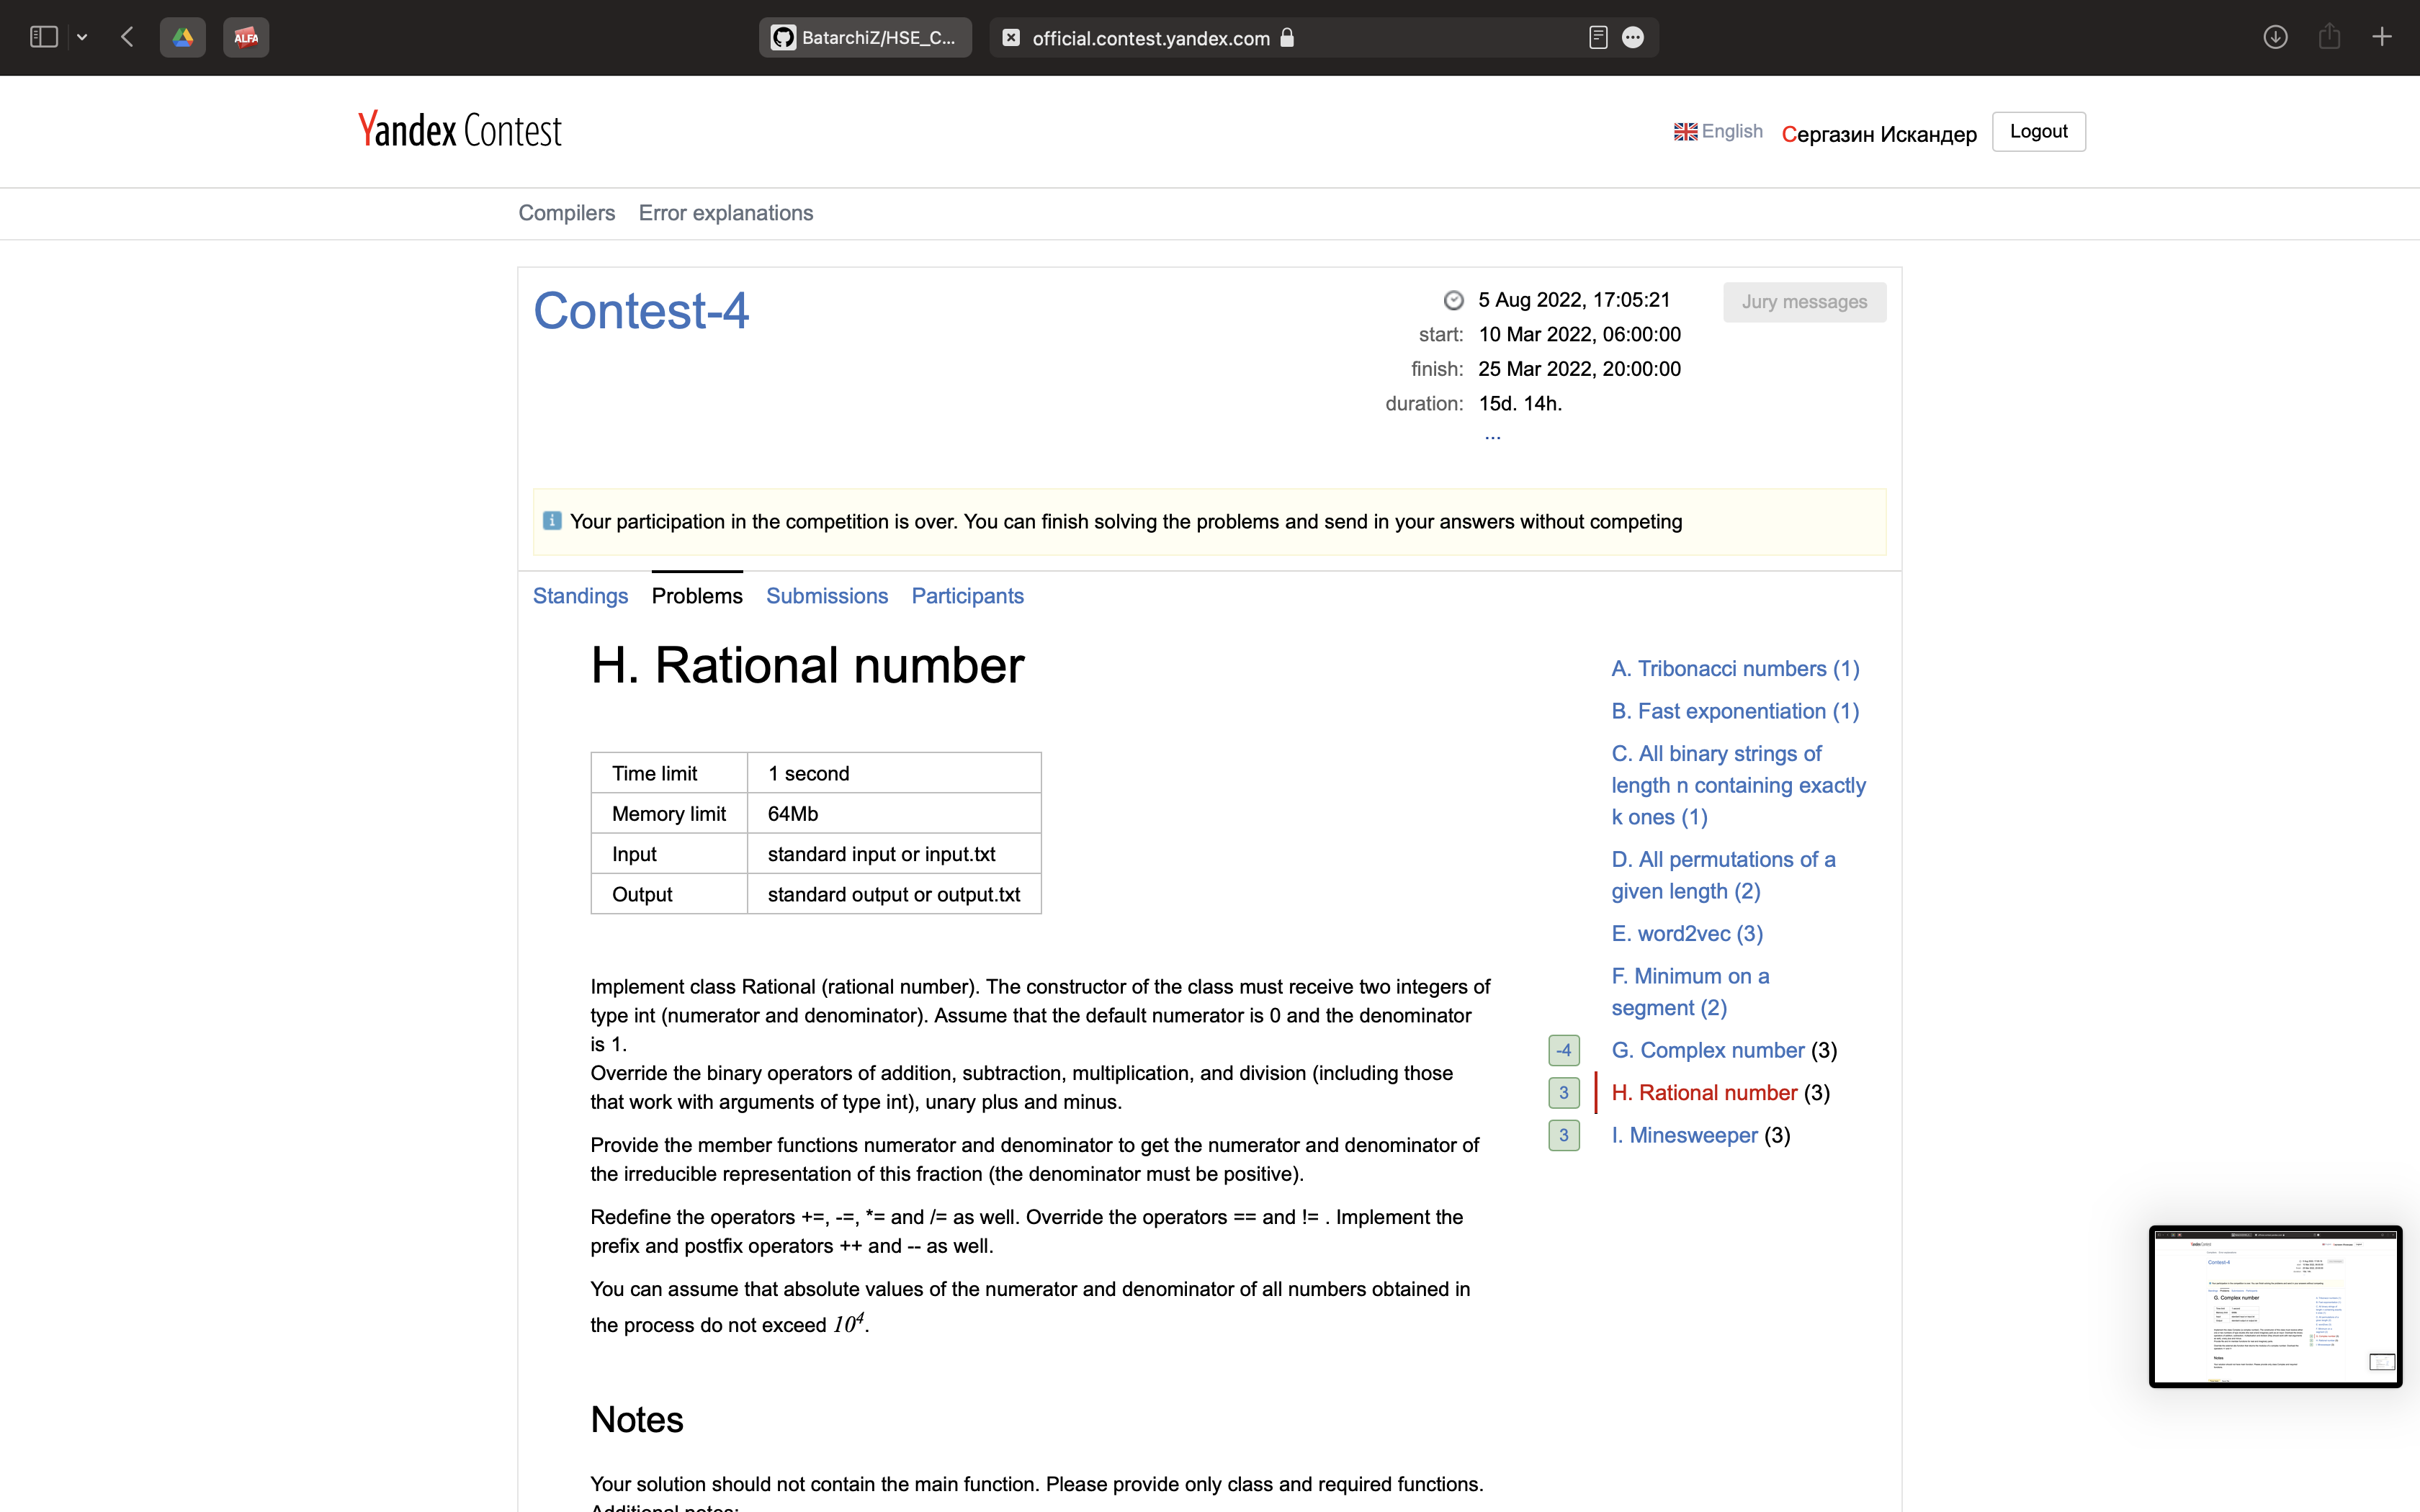 ALFA
BatarchiZ/HSE_C...
official.contest.yandex.com
Yandex Contest
English
Сергазин Искандер
Logout
Compilers
Error explanations
Contest-4
5 Aug 2022, 17:05:21
Jury messages
start: 10 Mar 2022, 06:00:00
finish: 25 Mar 2022, 20:00:00
duration: 15d. 14h.
...
Your participation in the competition is over. You can finish solving the problems and send in your answers without competing
Standings Problems Submissions Participants
H. Rational number
Time limit 1 second
Memory limit 64Mb
Input standard input or input.txt
Output standard output or output.txt
Implement class Rational (rational number). The constructor of the class must receive two integers of
type int (numerator and denominator). Assume that the default numerator is 0 and the denominator
is 1.
Override the binary operators of addition, subtraction, multiplication, and division (including those
that work with arguments of type int), unary plus and minus.
Provide the member functions numerator and denominator to get the numerator and denominator of
the irreducible representation of this fraction (the denominator must be positive).
Redefine the operators +=, -=, *= and /= as well. Override the operators == and != . Implement the
prefix and postfix operators ++ and -- as well.
You can assume that absolute values of the numerator and denominator of all numbers obtained in
the process do not exceed 10⁴.
Notes
Your solution should not contain the main function. Please provide only class and required functions.
Additional notes:
A. Tribonacci numbers (1)
B. Fast exponentiation (1)
C. All binary strings of
length n containing exactly
k ones (1)
D. All permutations of a
given length (2)
E. word2vec (3)
F. Minimum on a
segment (2)
-4 G. Complex number (3)
3 H. Rational number (3)
3 I. Minesweeper (3)
Contest-4
G. Complex number